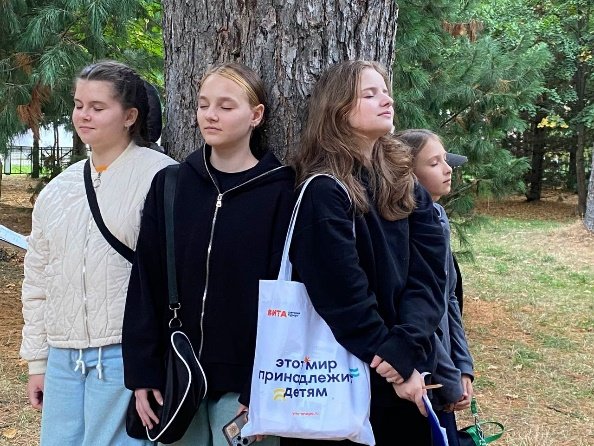 ВИТА
этот мир
принадлежит
детям